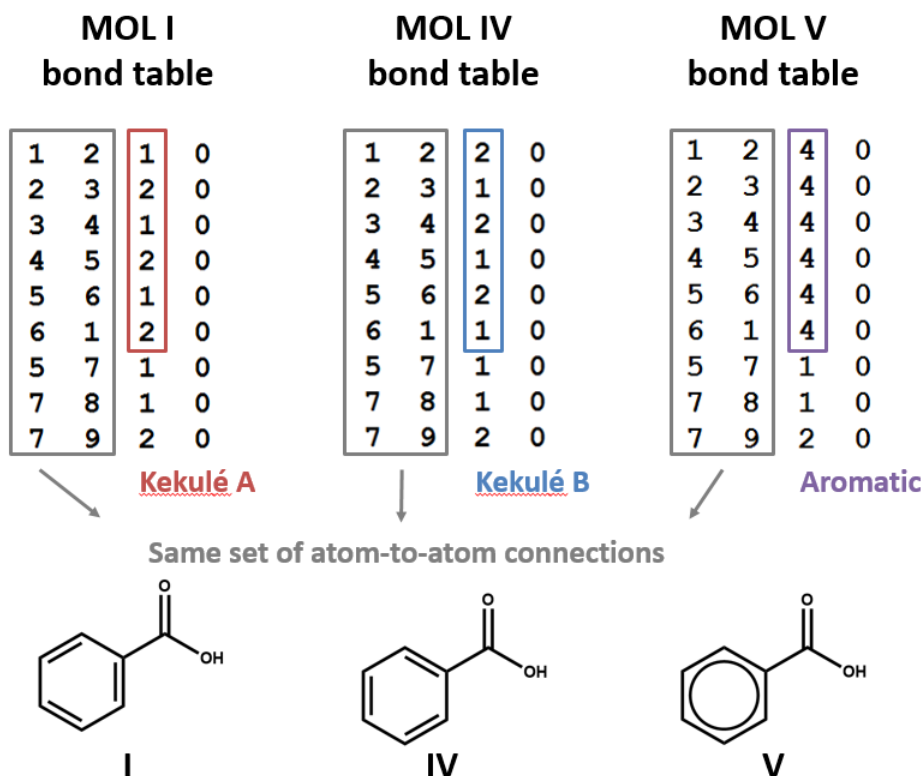 MOL I MOL IV MOL V
bond table bond table bond table
1 2 1 0 1 2 2 0 1 2 4 0
2 3 2 0 2 3 1 0 2 3 4 0
3 4 1 0 3 4 2 0 3 4 4 0
4 5 2 0 4 5 1 0 4 5 4 0
5 6 1 0 5 6 2 0 5 6 4 0
6 1 2 0 6 1 1 0 6 1 4 0
5 7 1 0 5 7 1 0 5 7 1 0
7 8 1 0 7 8 1 0 7 8 1 0
7 9 2 0 7 9 2 0 7 9 2 0
Kekulé A Kekulé B Aromatic
Same set of atom-to-atom connections
O O O
OH OH OH
I IV V